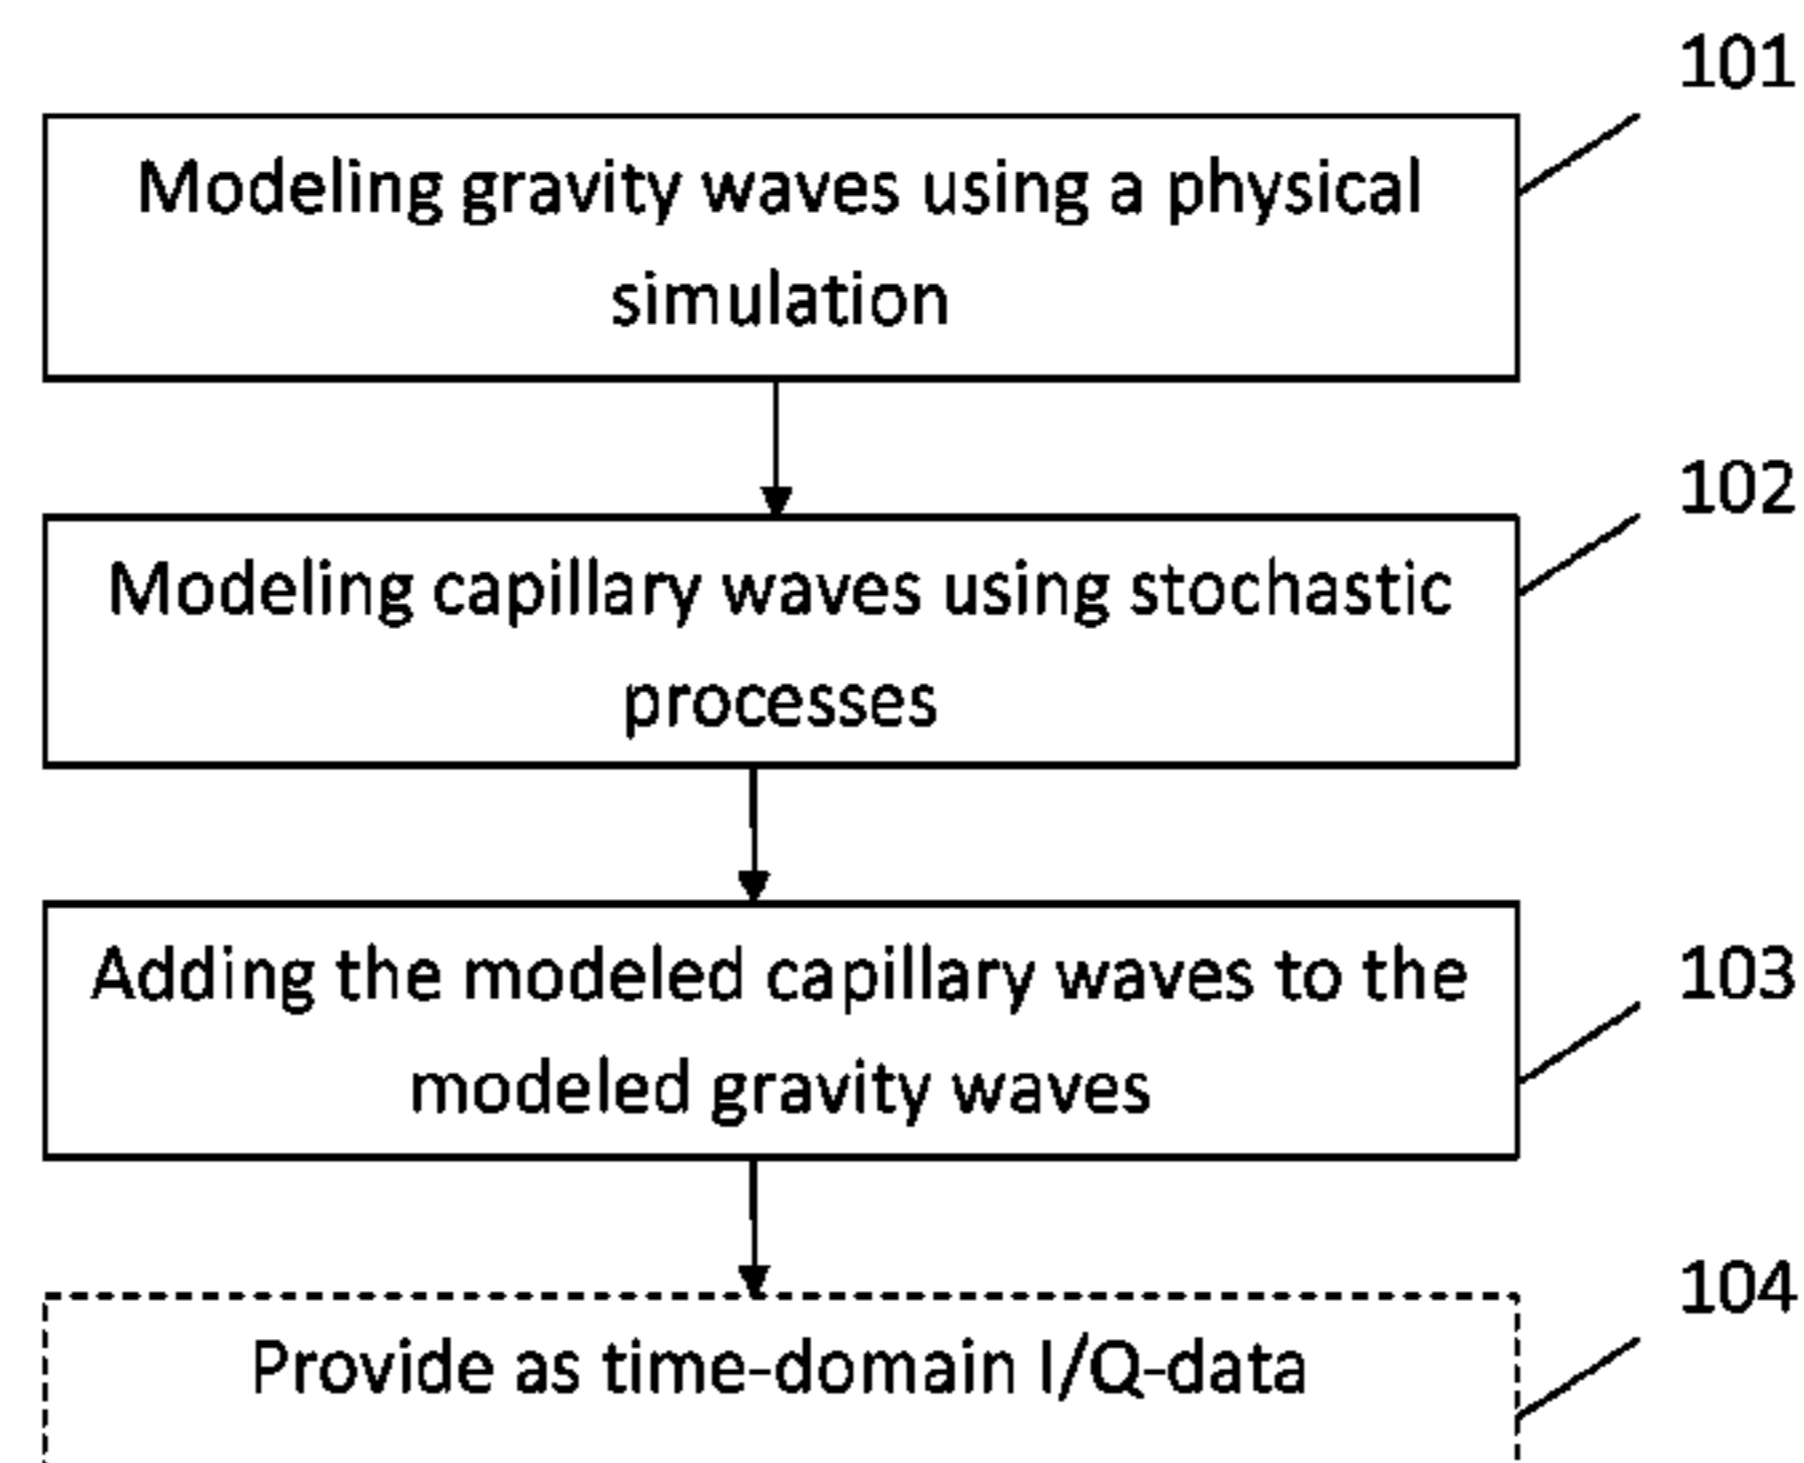 101
Modeling gravity waves using a physical
simulation
102
Modeling capillary waves using stochastic
processes
103
Adding the modeled capillary waves to the
modeled gravity waves
104
Provide as time-domain I/Q-data